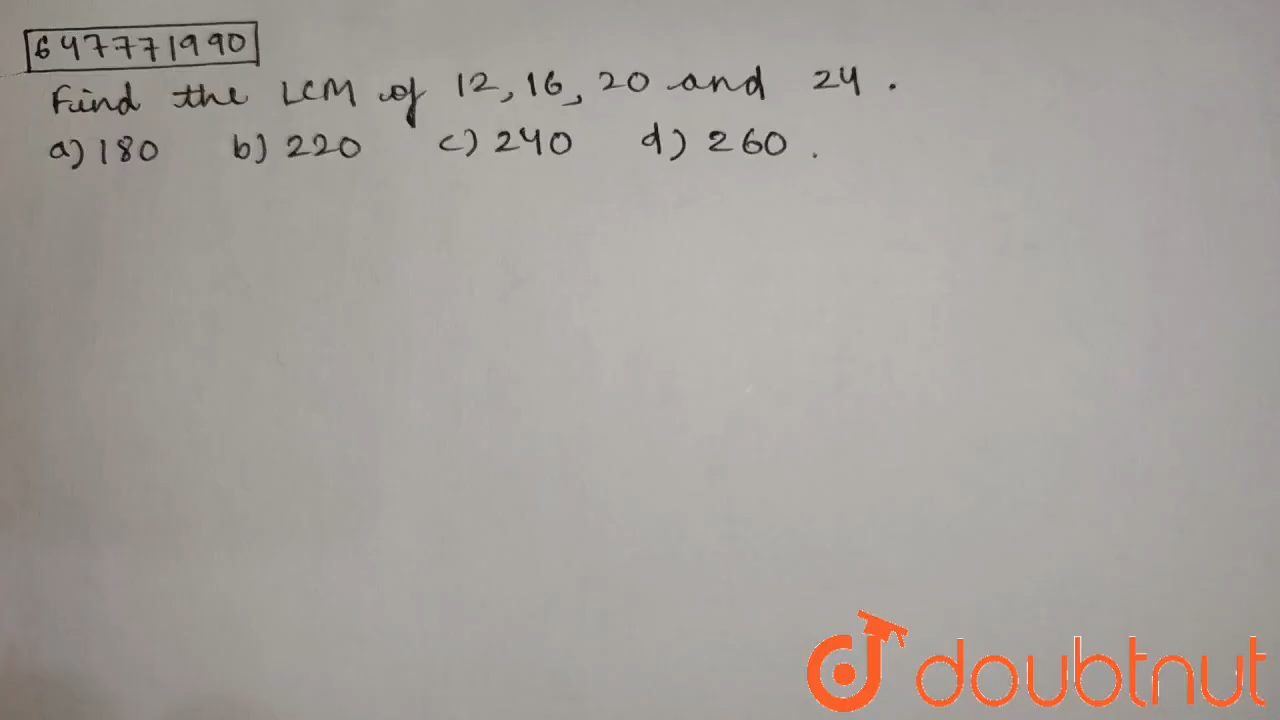 647771990
Find the LCM of 12, 16, 20 and 24.
a) 180 b) 220 c) 240 d) 260.
doubtnut